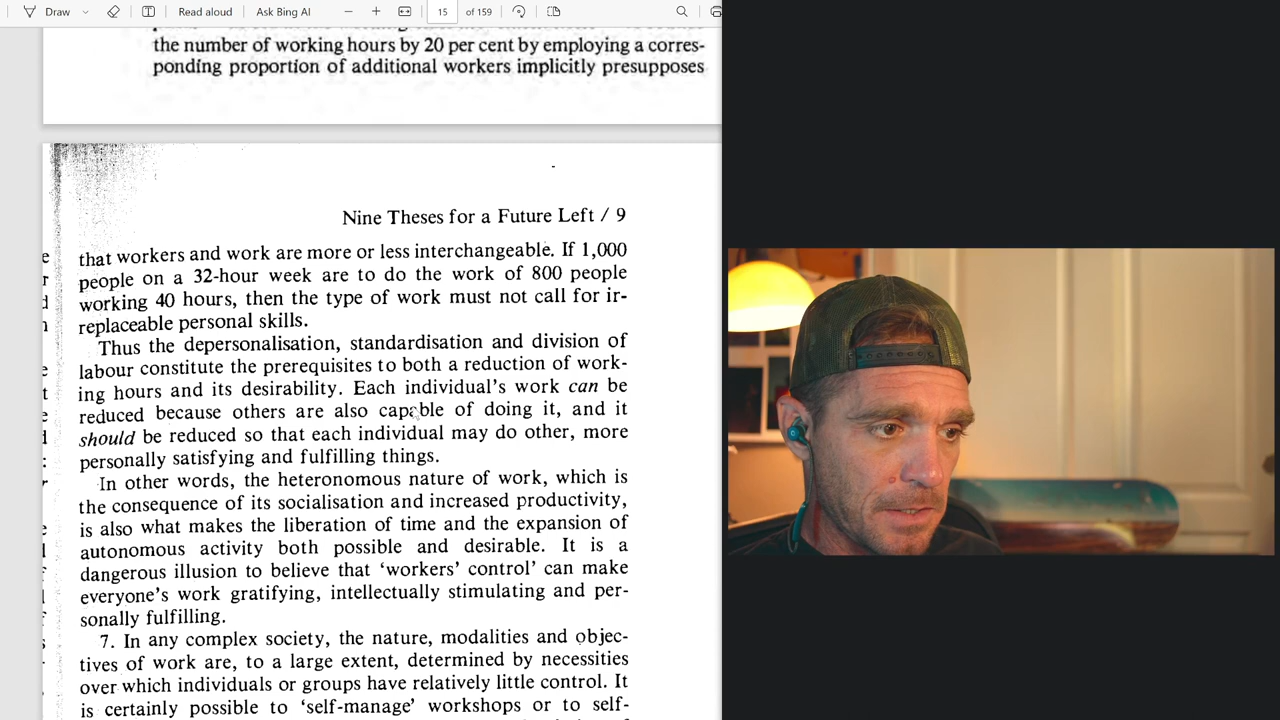 Draw
Read aloud
Ask Bing AI
15
of 159
the number of working hours by 20 per cent by employing a corres-
ponding proportion of additional workers implicitly presupposes
Nine Theses for a Future Left / 9
that workers and work are more or less interchangeable. If 1,000
people on a 32-hour week are to do the work of 800 people
working 40 hours, then the type of work must not call for ir-
replaceable personal skills.
Thus the depersonalisation, standardisation and division of
labour constitute the prerequisites to both a reduction of work-
ing hours and its desirability. Each individual's work can be
reduced because others are also capable of doing it, and it
should be reduced so that each individual may do other, more
personally satisfying and fulfilling things.
In other words, the heteronomous nature of work, which is
the consequence of its socialisation and increased productivity,
is also what makes the liberation of time and the expansion of
autonomous activity both possible and desirable. It is a
dangerous illusion to believe that 'workers' control' can make
everyone's work gratifying, intellectually stimulating and per-
sonally fulfilling.
7. In any complex society, the nature, modalities and objec-
tives of work are, to a large extent, determined by necessities
over which individuals or groups have relatively little control. It
is certainly possible to 'self-manage' workshops or to self-